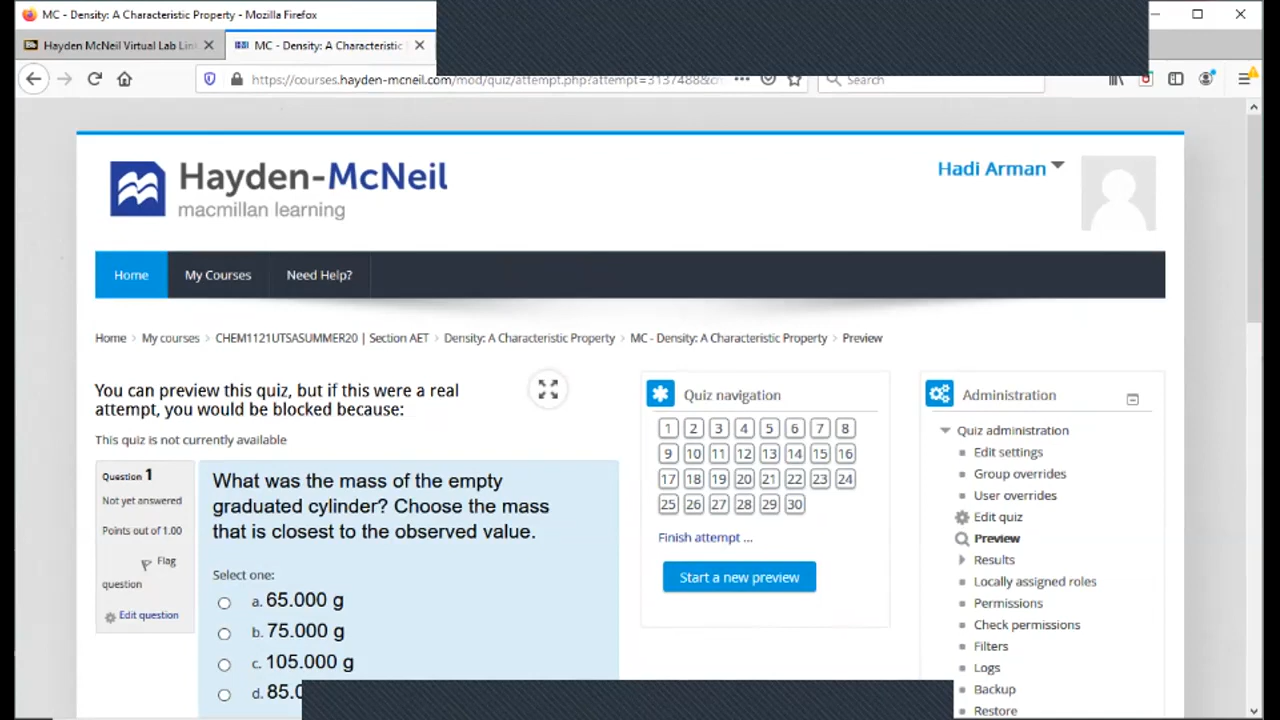 MC - Density: A Characteristic Property - Mozilla Firefox
Hayden McNeil Virtual Lab Lin
MC - Density: A Characteristic
https://courses.hayden-mcneil.com/mod/quiz/attempt.php?attempt=3137488&c
Search
Hayden-McNeil
macmillan learning
Hadi Arman
Home My Courses Need Help?
Home > My courses > CHEM1121UTSASUMMER20 | Section AET > Density: A Characteristic Property > MC - Density: A Characteristic Property > Preview
You can preview this quiz, but if this were a real
attempt, you would be blocked because:
This quiz is not currently available
Question 1
Not yet answered
Points out of 1.00
Flag
question
Edit question
What was the mass of the empty
graduated cylinder? Choose the mass
that is closest to the observed value.
Select one:
a. 65.000 g
b. 75.000 g
c. 105.000 g
d. 85.0
Quiz navigation
1 2 3 4 5 6 7 8
9 10 11 12 13 14 15 16
17 18 19 20 21 22 23 24
25 26 27 28 29 30
Finish attempt ...
Start a new preview
Administration
Quiz administration
Edit settings
Group overrides
User overrides
Edit quiz
Preview
Results
Locally assigned roles
Permissions
Check permissions
Filters
Logs
Backup
Restore